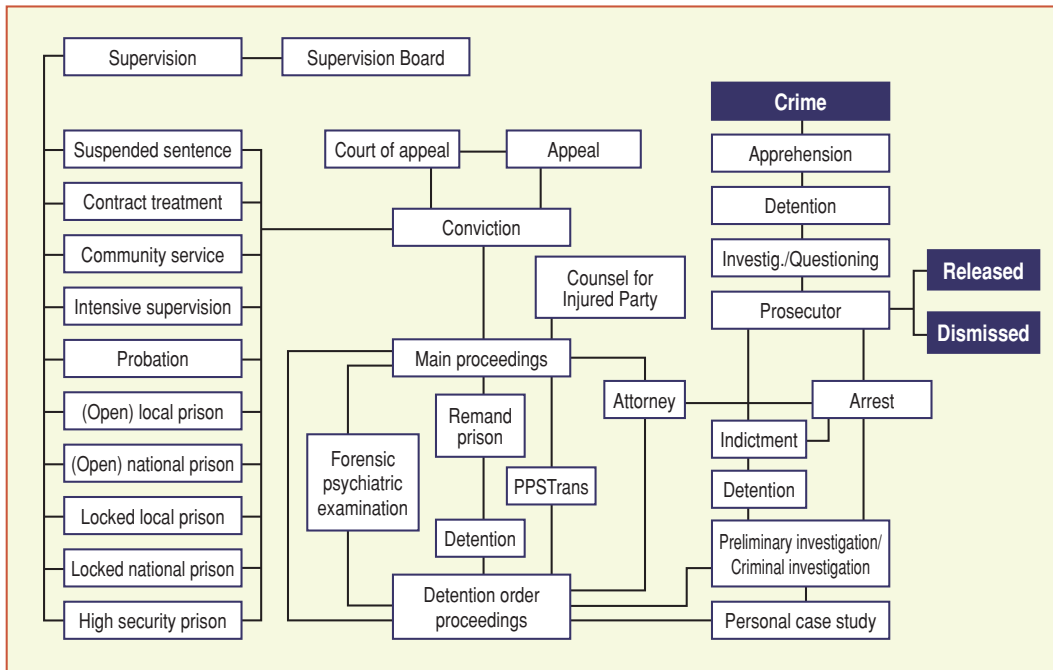 Supervision
Supervision Board
Suspended sentence
Contract treatment
Community service
Intensive supervision
Probation
(Open) local prison
(Open) national prison
Locked local prison
Locked national prison
High security prison
Court of appeal
Appeal
Conviction
Counsel for
Injured Party
Main proceedings
Forensic
psychiatric
examination
Remand
prison
Detention
PPSTrans
Attorney
Detention order
proceedings
Crime
Apprehension
Detention
Investig./Questioning
Prosecutor
Released
Dismissed
Arrest
Indictment
Detention
Preliminary investigation/
Criminal investigation
Personal case study